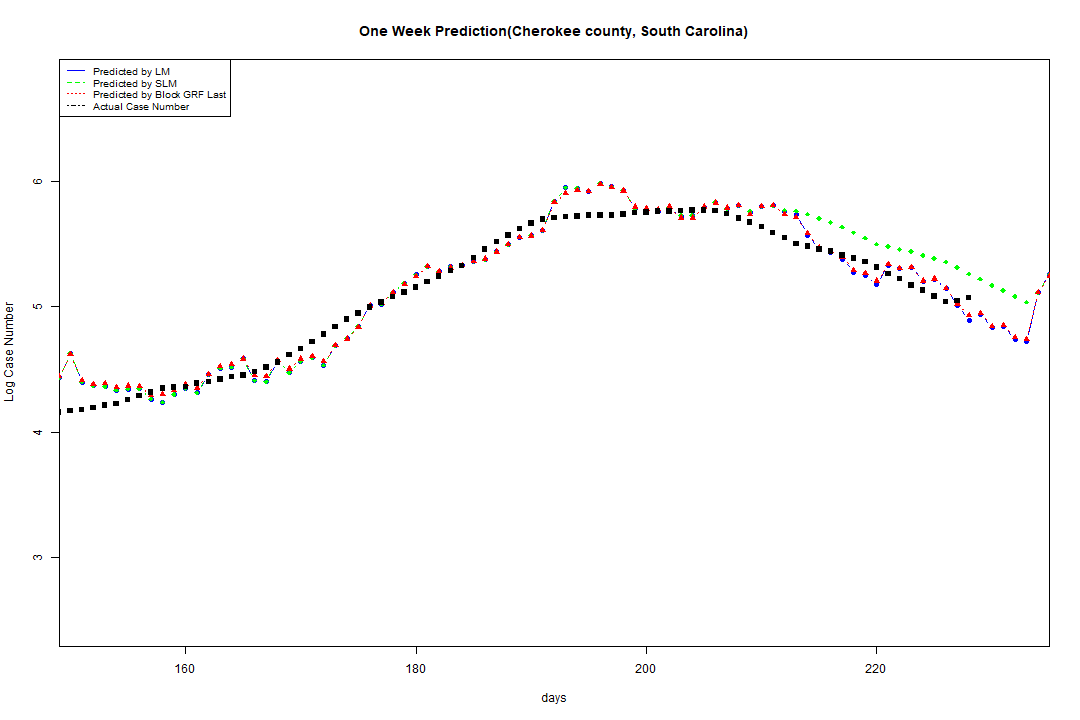 One Week Prediction(Cherokee county, South Carolina)
Predicted by LM
Predicted by SLM
Predicted by Block GRF Last
Actual Case Number
6
5
4
3
Log Case Number
160 180 200 220
days